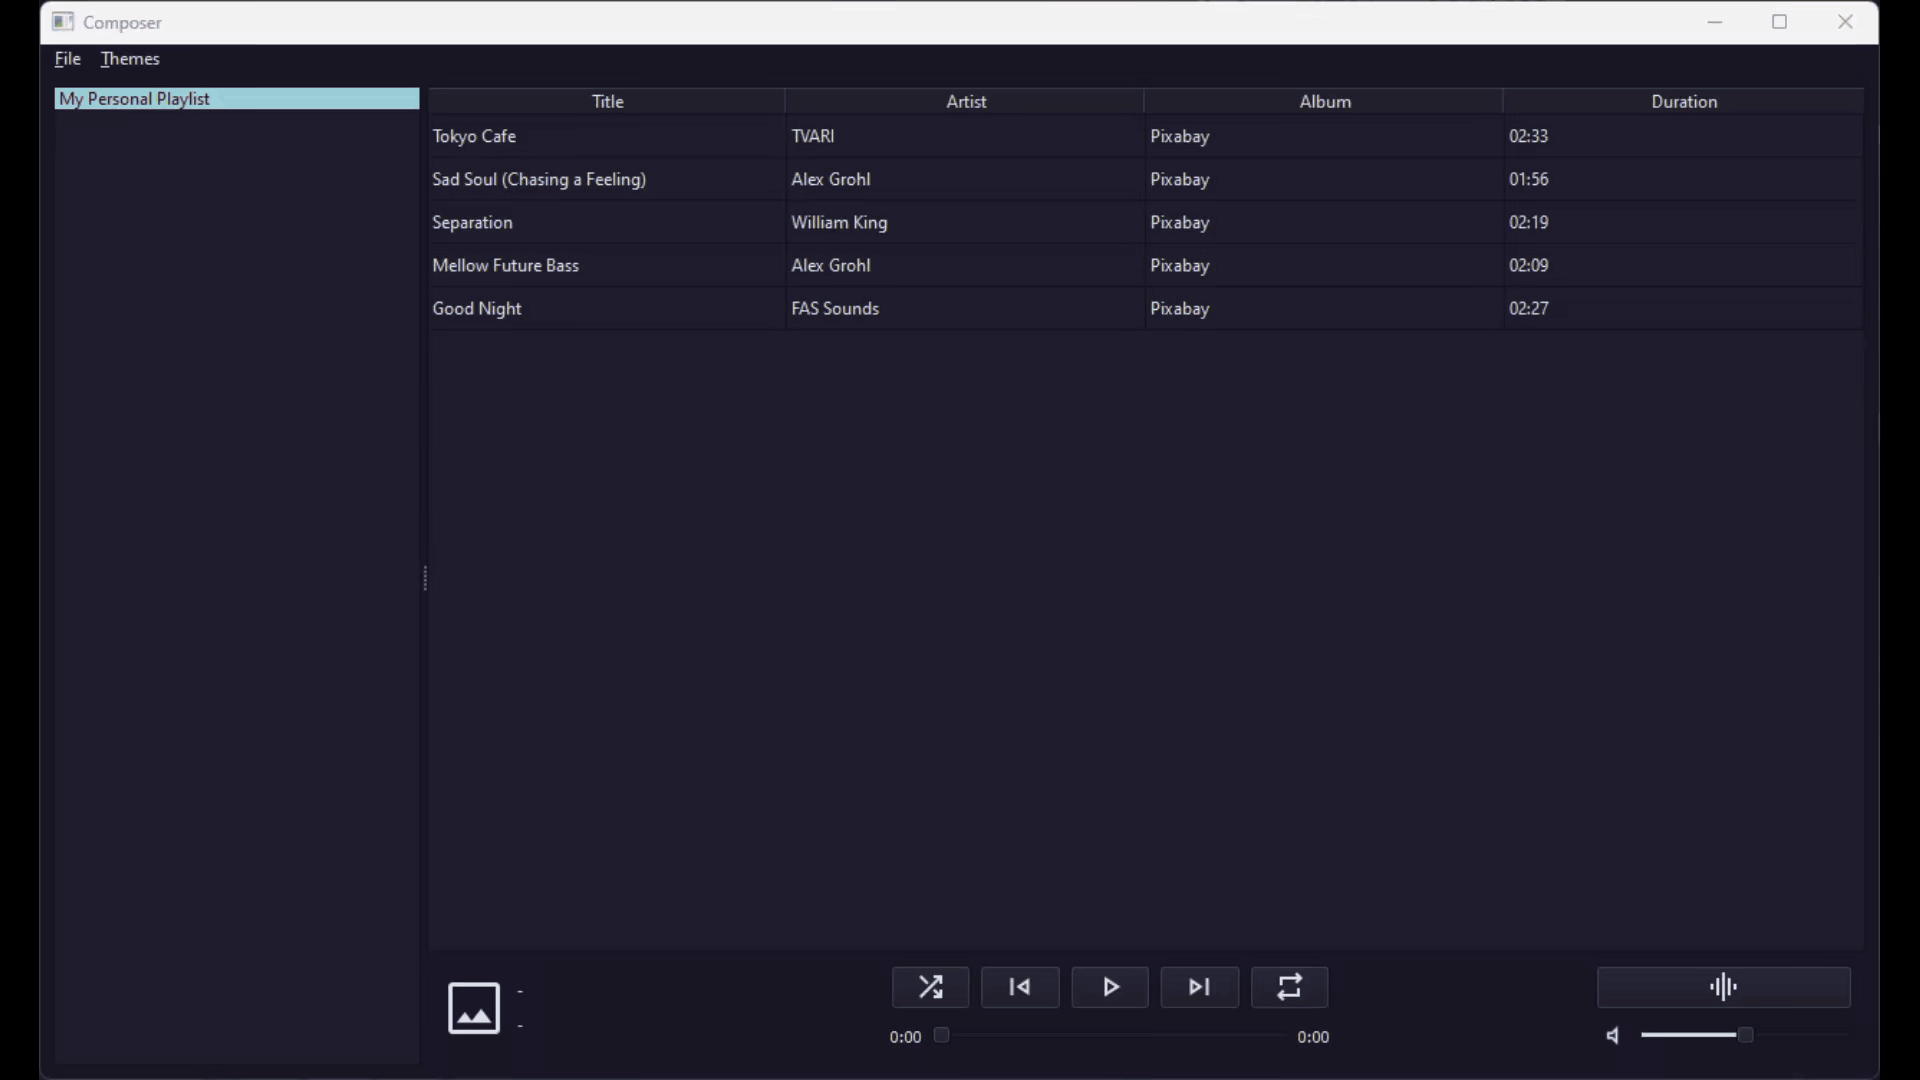 Composer
File Themes
My Personal Playlist
Title Artist Album Duration
Tokyo Cafe TVARI Pixabay 02:33
Sad Soul (Chasing a Feeling) Alex Grohl Pixabay 01:56
Separation William King Pixabay 02:19
Mellow Future Bass Alex Grohl Pixabay 02:09
Good Night FAS Sounds Pixabay 02:27
-
-
0:00 0:00